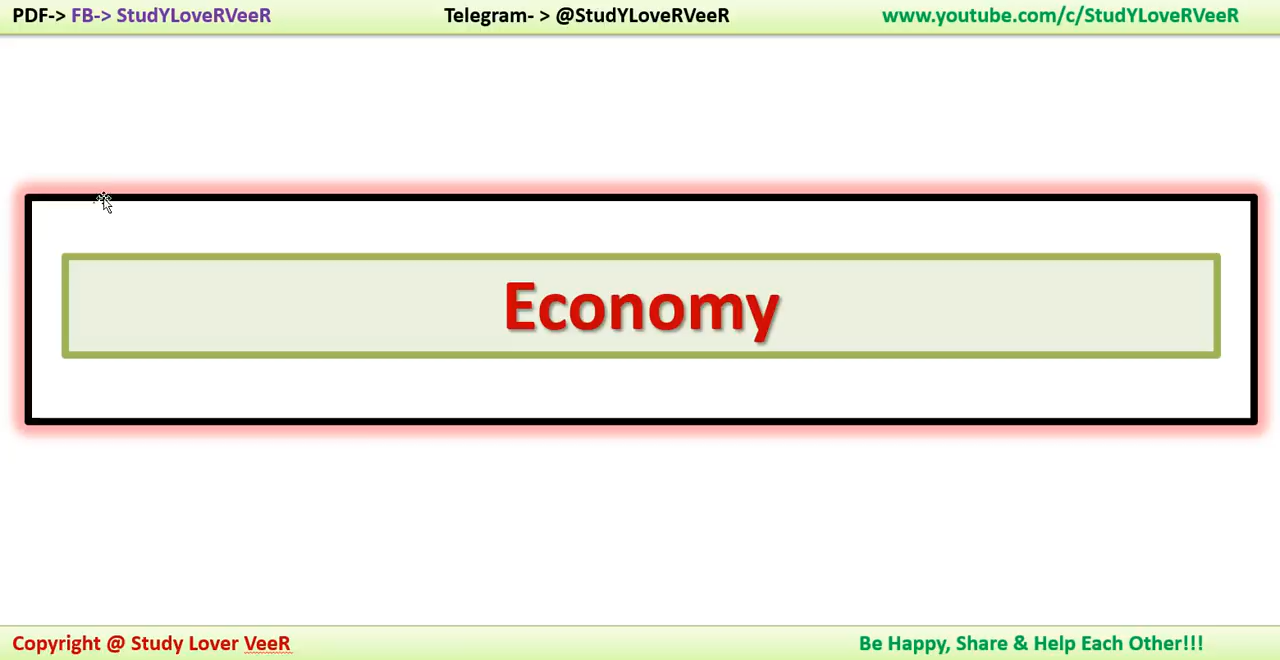 PDF-> FB-> StudYLoveRVeeR
Telegram- > @StudYLoveRVeeR
www.youtube.com/c/StudYLoveRVeeR
Economy
Copyright @ Study Lover VeeR
Be Happy, Share & Help Each Other!!!